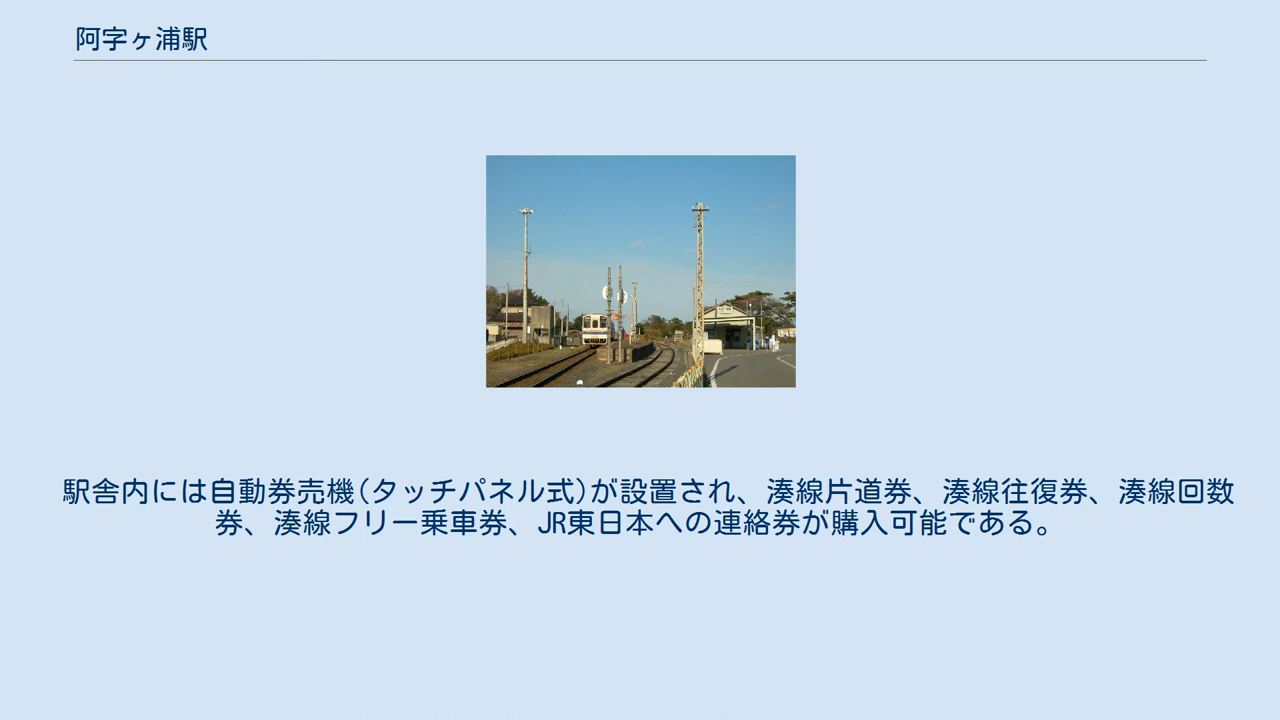 阿字ヶ浦駅
駅舎内には自動券売機(タッチパネル式)が設置され、湊線片道券、湊線往復券、湊線回数
券、湊線フリー乗車券、JR東日本への連絡券が購入可能である。